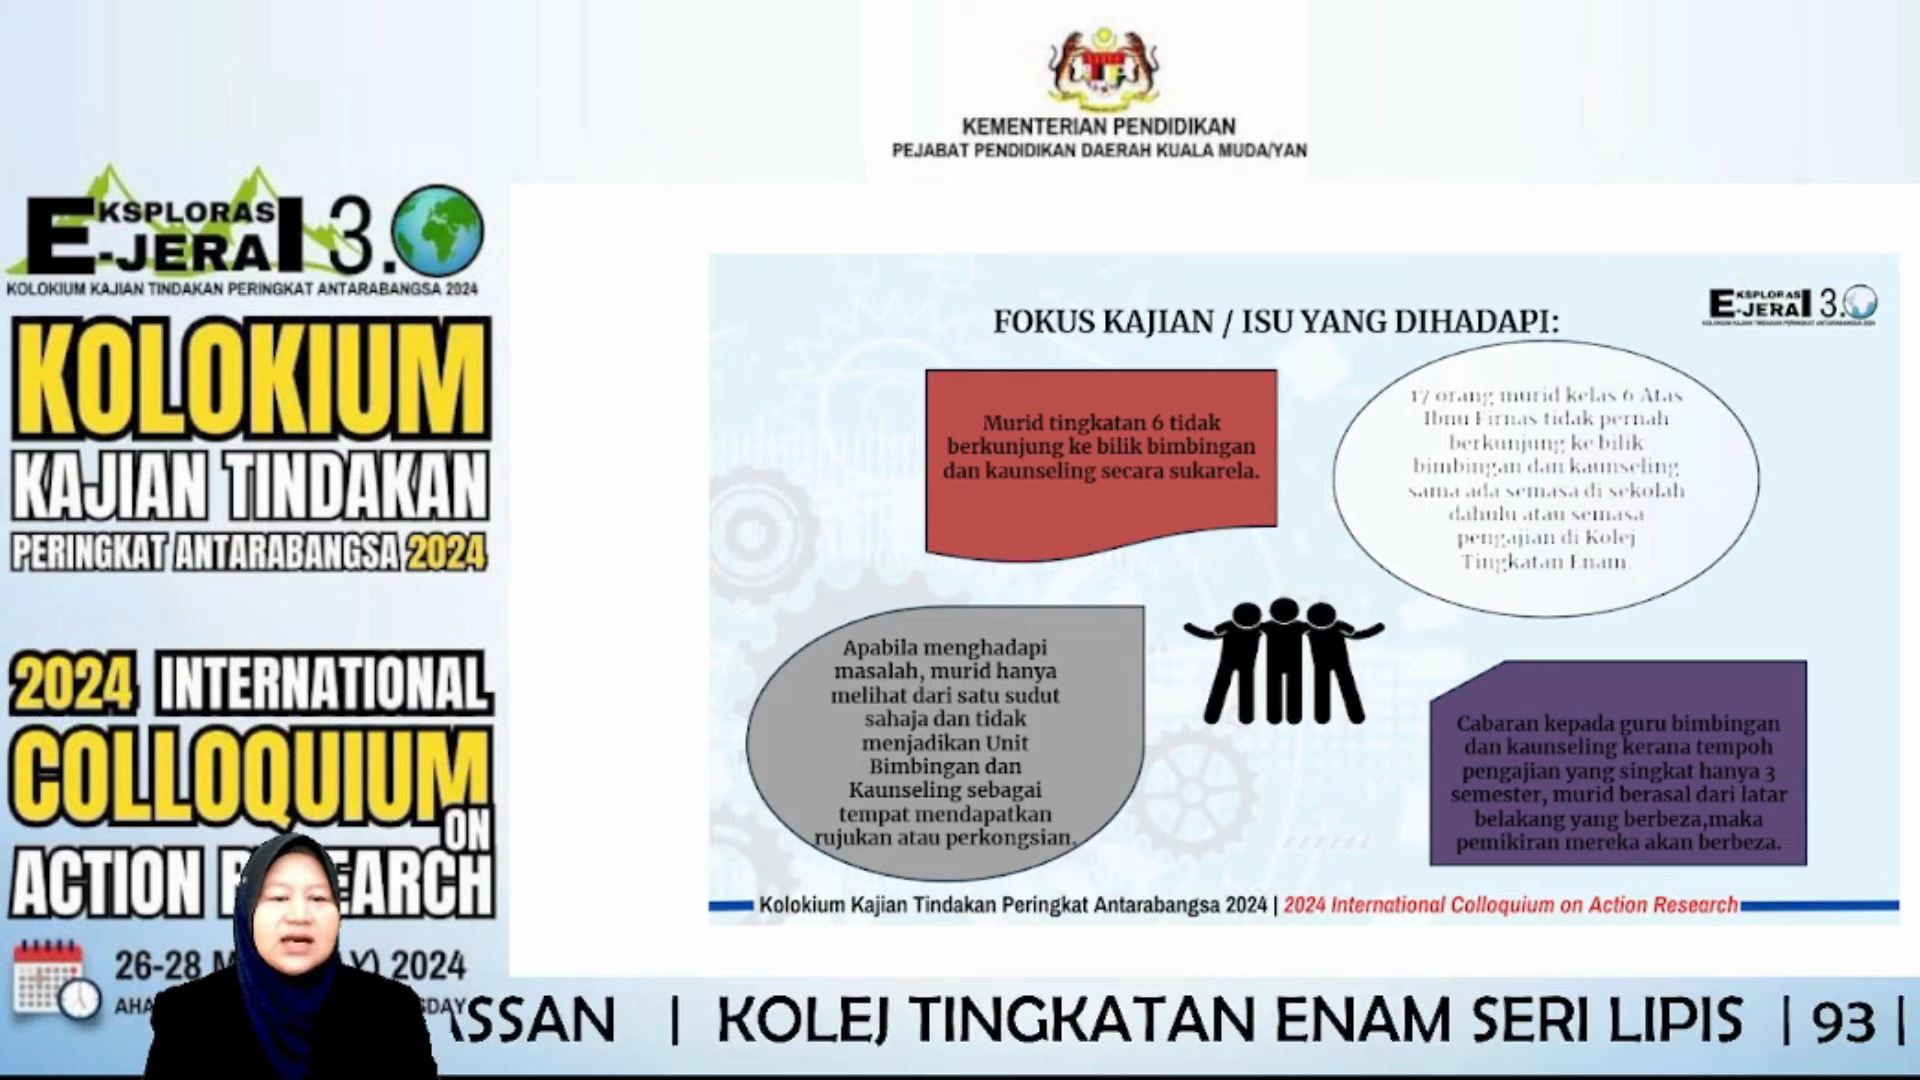 KEMENTERIAN PENDIDIKAN
PEJABAT PENDIDIKAN DAERAH KUALA MUDA/YAN
EKSPLORASI
E-JERAI 3.0
KOLOKIUM KAJIAN TINDAKAN PERINGKAT ANTARABANGSA 2024
KOLOKIUM
KAJIAN TINDAKAN
PERINGKAT ANTARABANGSA 2024
2024 INTERNATIONAL
COLLOQUIUM
ON
ACTION
26-28 2024
FOKUS KAJIAN / ISU YANG DIHADAPI:
EKSPLORASI
E-JERAI 3.0
Murid tingkatan 6 tidak
berkunjung ke bilik bimbingan
dan kaunseling secara sukarela.
17 orang murid kelas 6 Atas
Ibnu Firnas tidak pernah
berkunjung ke bilik
bimbingan dan kaunseling
sama ada semasa di sekolah
dahulu atau semasa
pengajian di Kolej
Tingkatan Enam.
Apabila menghadapi
masalah, murid hanya
melihat dari satu sudut
sahaja dan tidak
menjadikan Unit
Bimbingan dan
Kaunseling sebagai
tempat mendapatkan
rujukan atau perkongsian.
Cabaran kepada guru bimbingan
dan kaunseling kerana tempoh
pengajian yang singkat hanya 3
semester, murid berasal dari latar
belakang yang berbeza,maka
pemikiran mereka akan berbeza.
Kolokium Kajian Tindakan Peringkat Antarabangsa 2024 | 2024 International Colloquium on Action Research
SSAN | KOLEJ TINGKATAN ENAM SERI LIPIS | 93 |